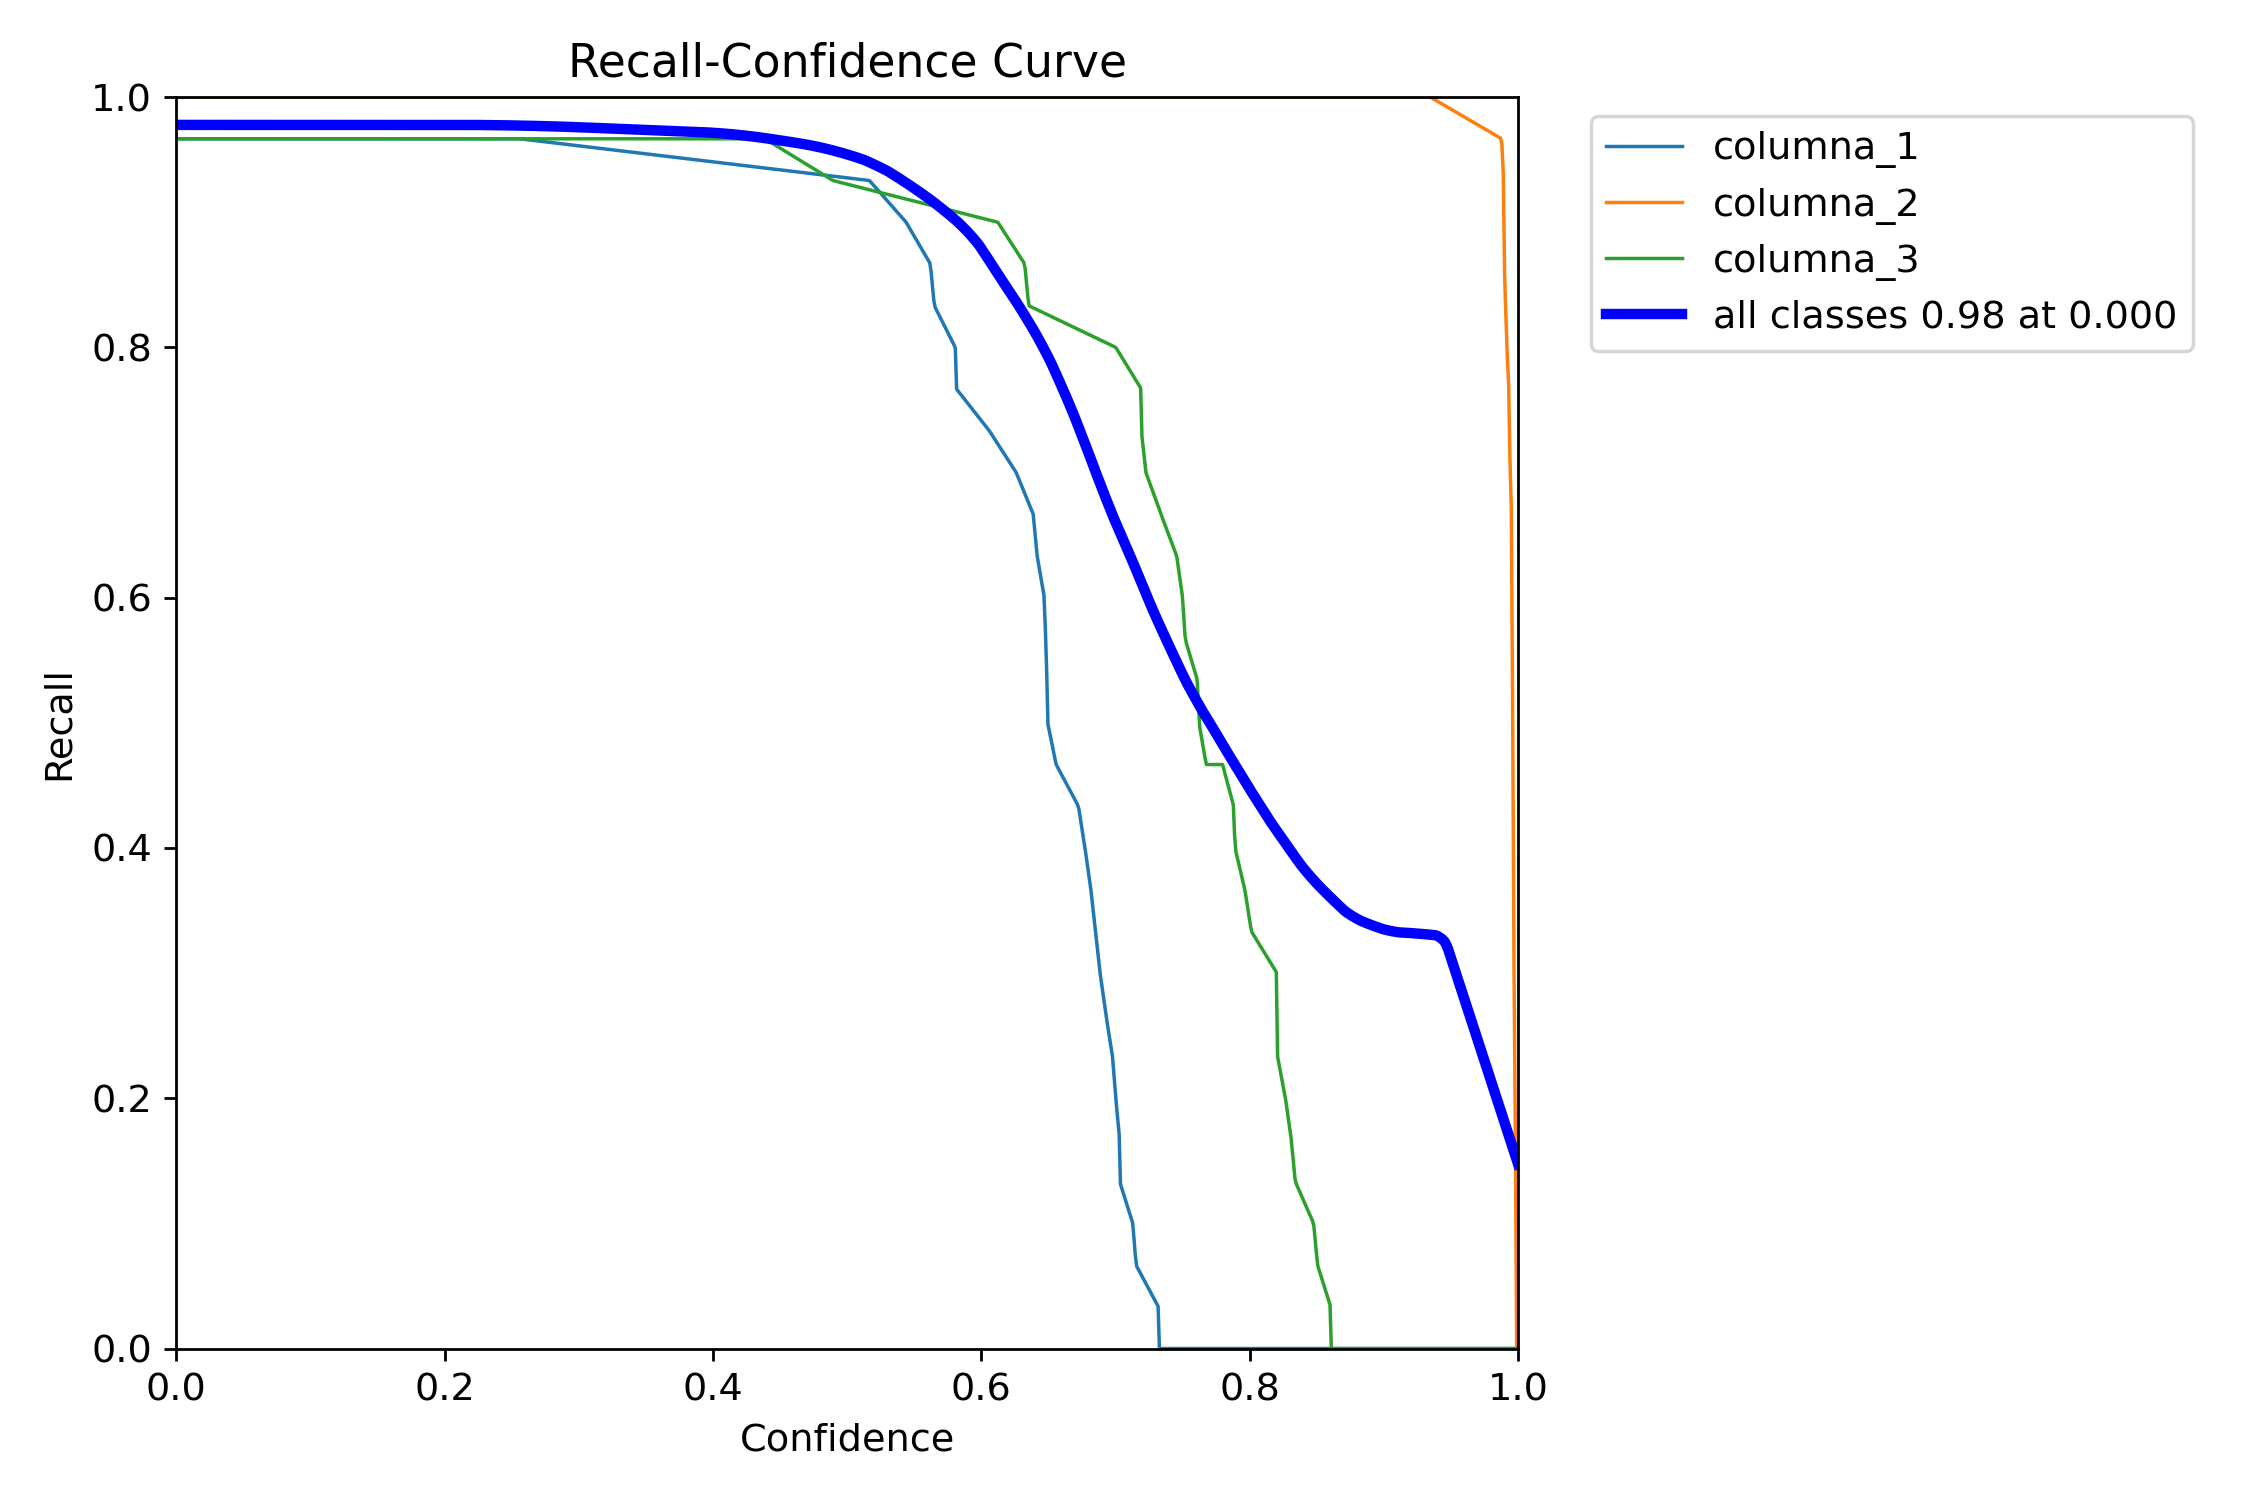 Recall-Confidence Curve
1.0
0.8
0.6
0.4
0.2
0.0
Recall
0.0 0.2 0.4 0.6 0.8 1.0
Confidence
columna_1
columna_2
columna_3
all classes 0.98 at 0.000